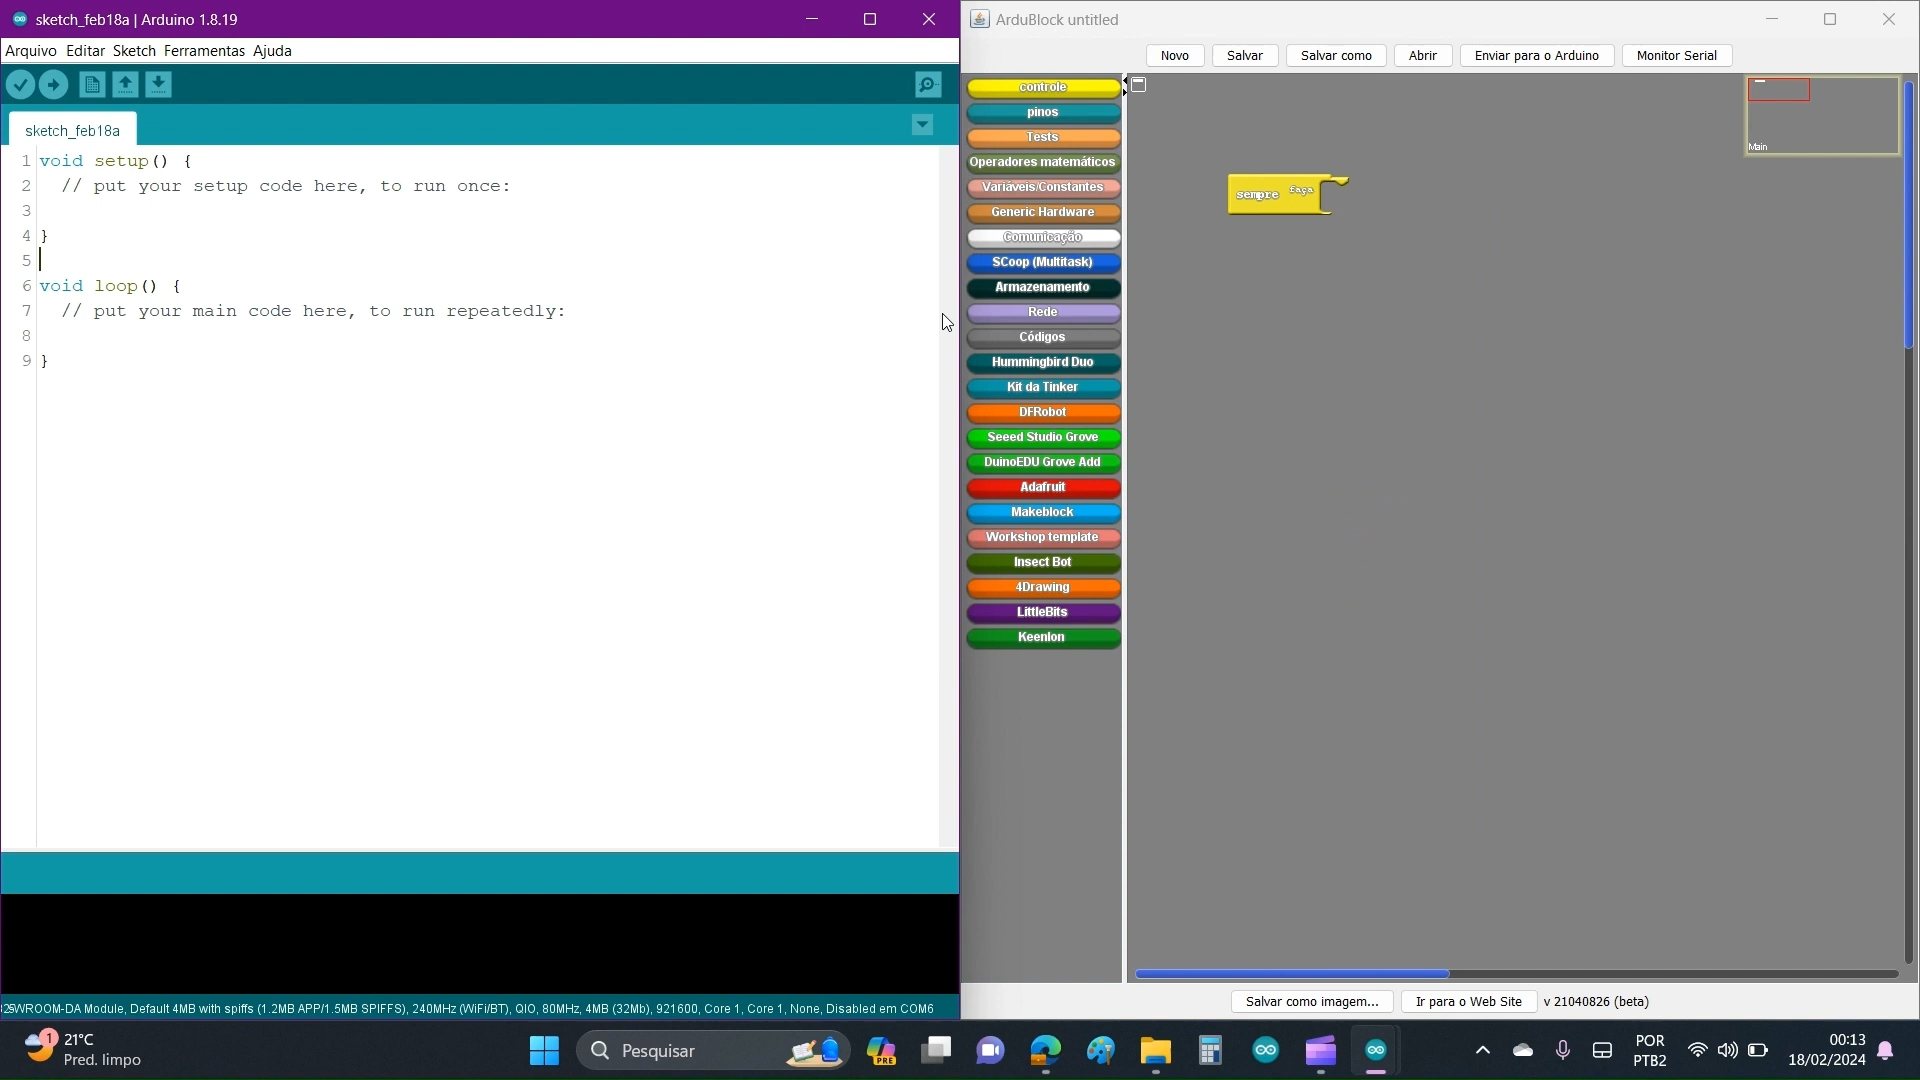 sketch_feb18a | Arduino 1.8.19
Arquivo Editar Sketch Ferramentas Ajuda
sketch_feb18a
1 void setup() {
2 // put your setup code here, to run once:
3
4 }
5
6 void loop() {
7 // put your main code here, to run repeatedly:
8
9 }
WROOM-DA Module, Default 4MB with spiffs (1.2MB APP/1.5MB SPIFFS), 240MHz (WiFi/BT), QIO, 80MHz, 4MB (32Mb), 921600, Core 1, Core 1, None, Disabled em COM6
ArduBlock untitled
Novo Salvar Salvar como Abrir Enviar para o Arduino Monitor Serial
controle
pinos
Tests
Operadores matemáticos
Variáveis/Constantes
Generic Hardware
Comunicação
SCoop (Multitask)
Armazenamento
Rede
Códigos
Hummingbird Duo
Kit da Tinker
DFRobot
Seeed Studio Grove
DuinoEDU Grove Add
Adafruit
Makeblock
Workshop template
Insect Bot
4Drawing
LittleBits
Keenlon
sempre faça
Main
Salvar como imagem... Ir para o Web Site v 21040826 (beta)
1
21°C
Pred. limpo
Pesquisar
PRE
POR
PTB2
00:13
18/02/2024